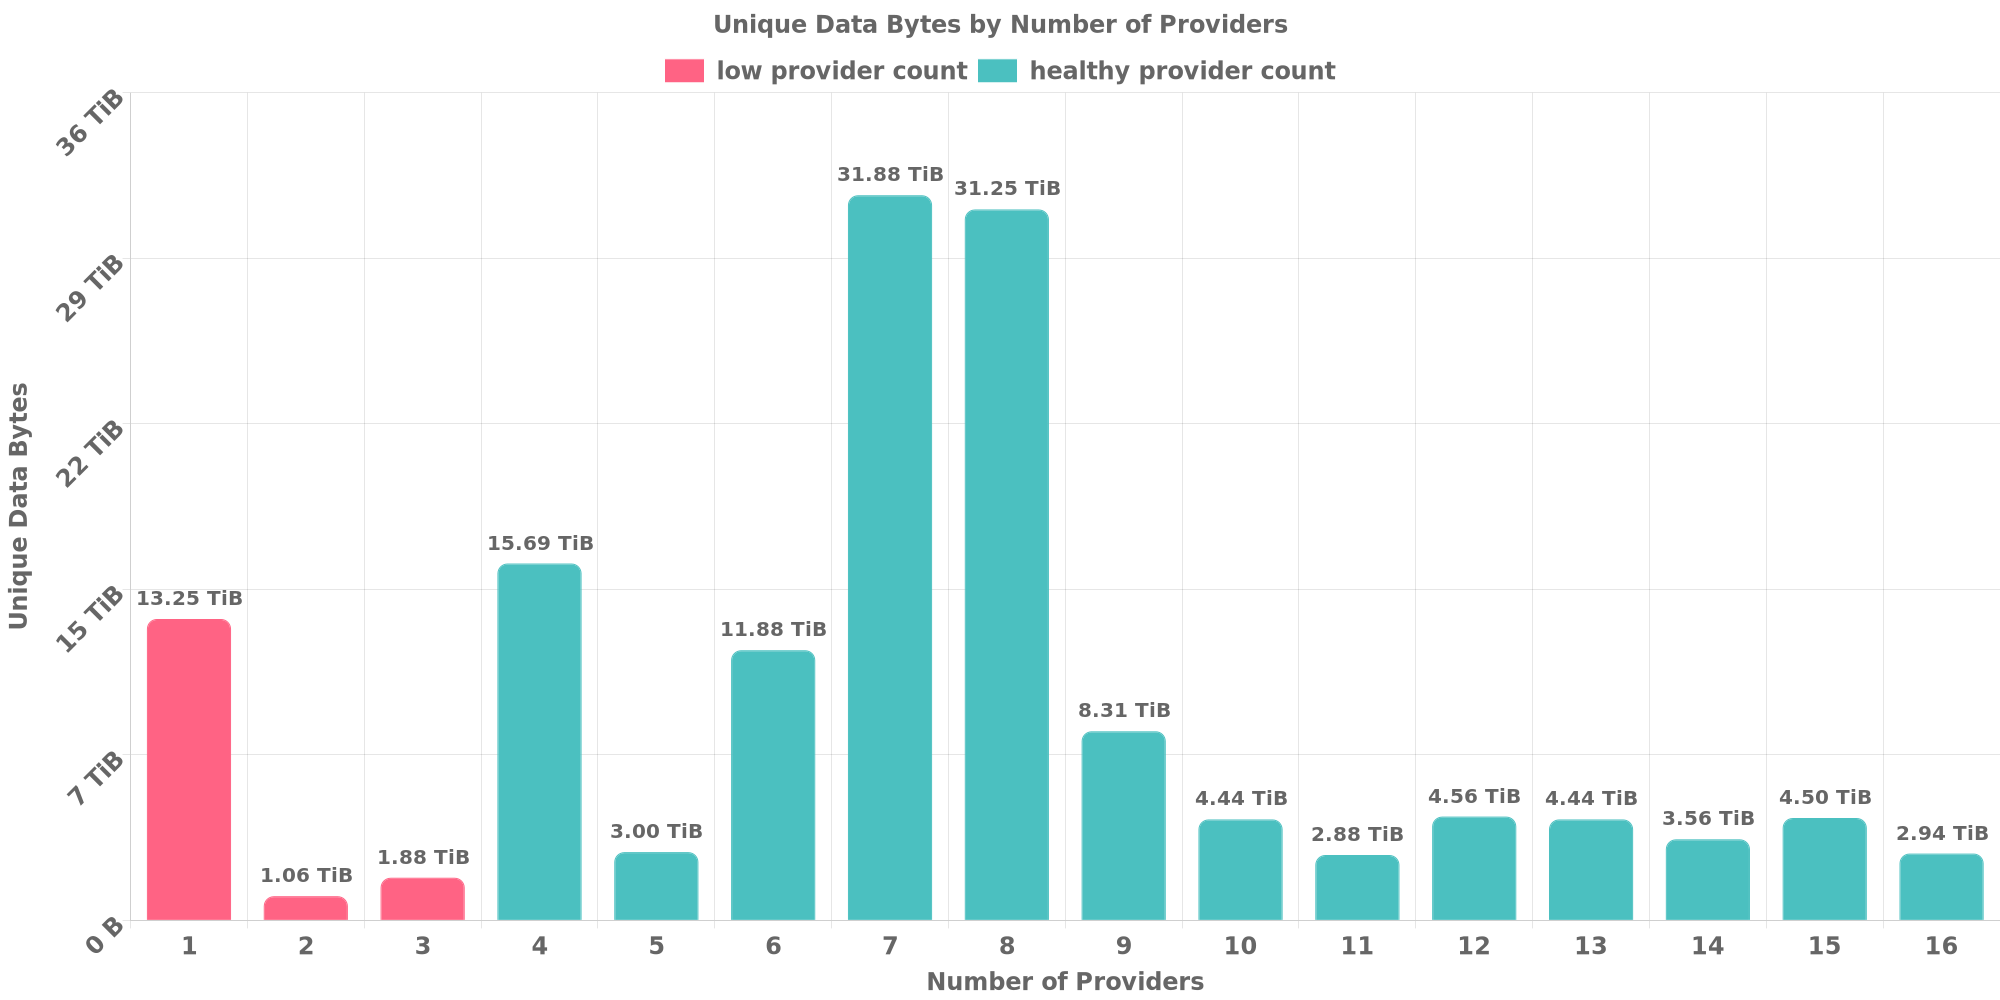 Unique Data Bytes by Number of Providers
low provider count
healthy provider count
Unique Data Bytes
36 TiB
29 TiB
22 TiB
15 TiB
7 TiB
0 B
13.25 TiB
1.06 TiB
1.88 TiB
15.69 TiB
3.00 TiB
11.88 TiB
31.88 TiB
31.25 TiB
8.31 TiB
4.44 TiB
2.88 TiB
4.56 TiB
4.44 TiB
3.56 TiB
4.50 TiB
2.94 TiB
1 2 3 4 5 6 7 8 9 10 11 12 13 14 15 16
Number of Providers